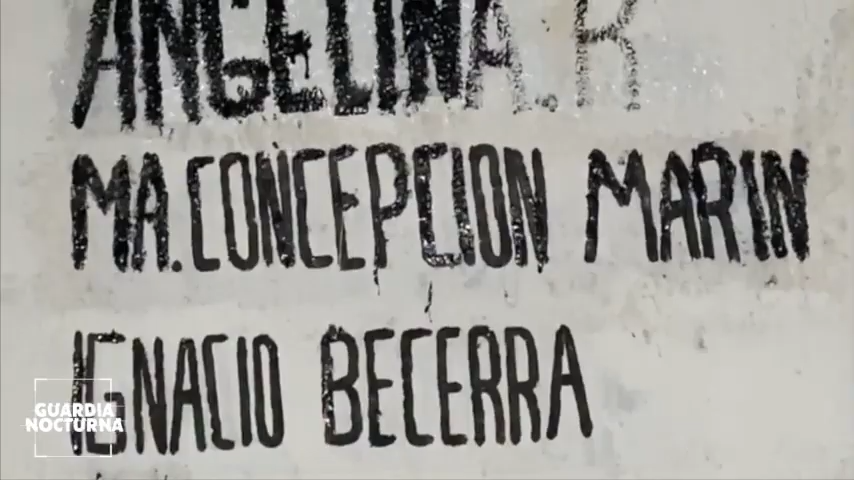 ANGELINA.R
MA.CONCEPCION MARIN
IGNACIO BECERRA
GUARDIA
NOCTURNA